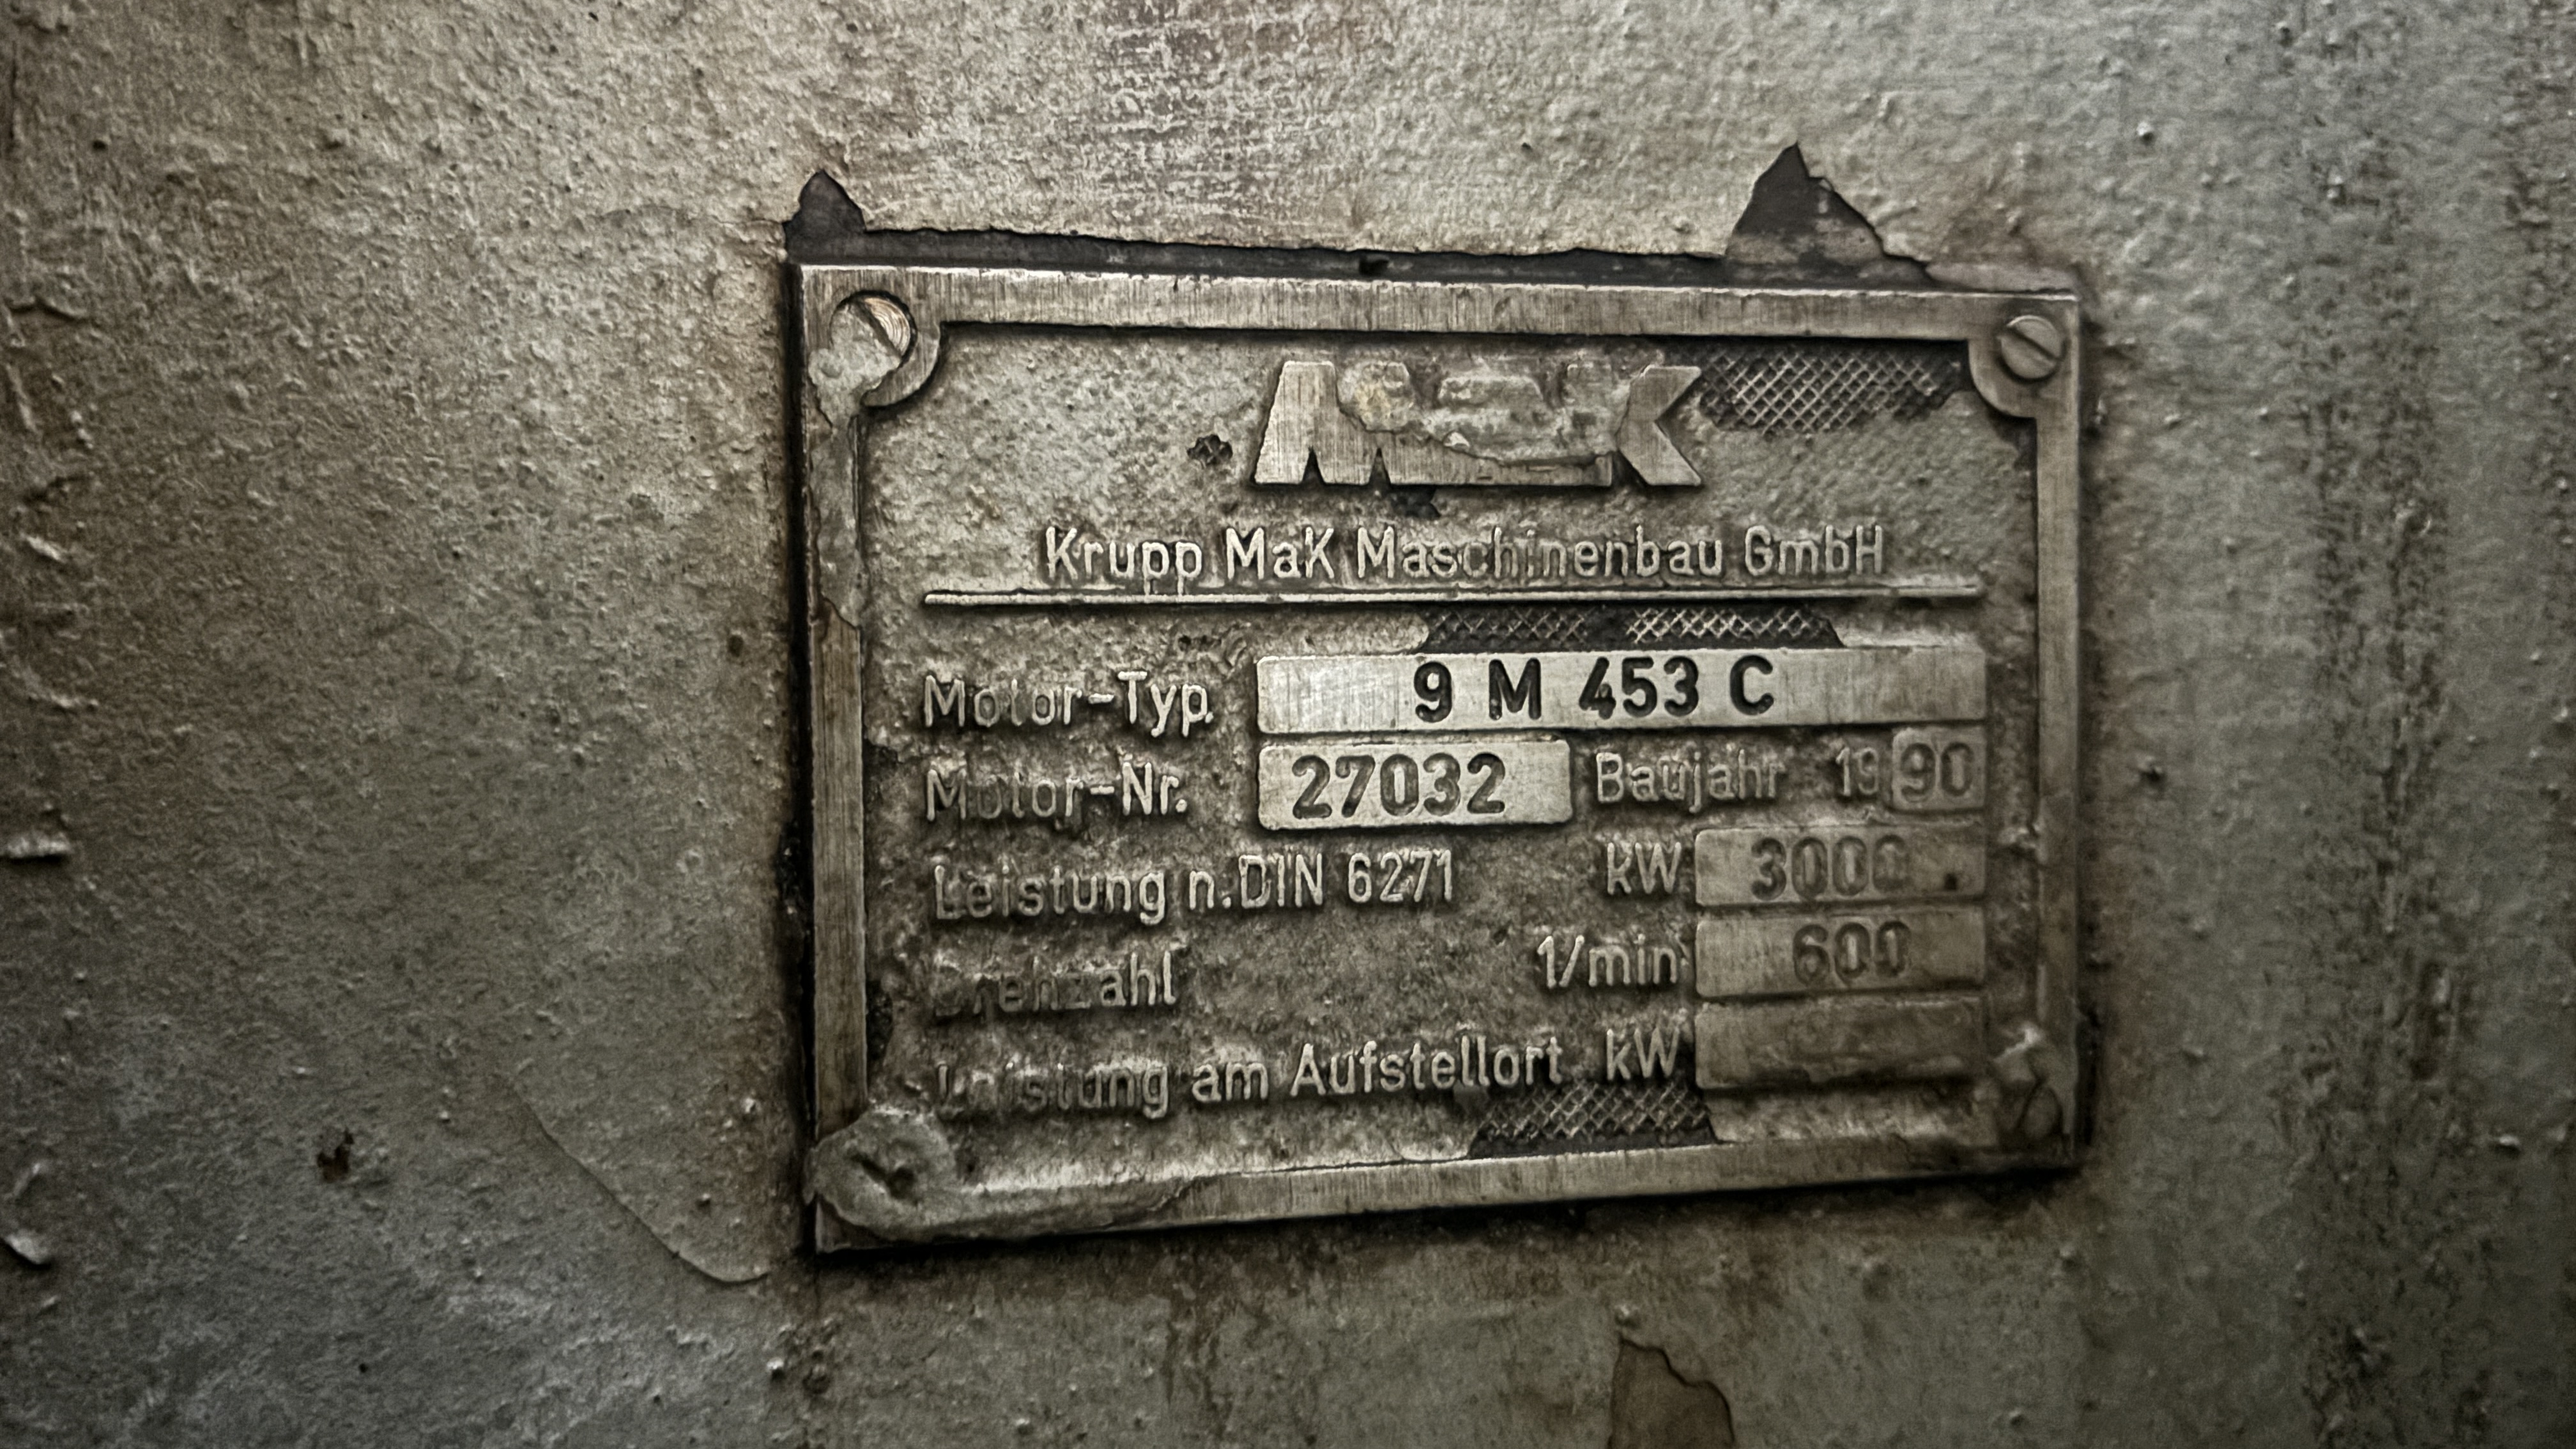 MaK
Krupp MaK Maschinenbau GmbH
Motor-Typ. 9 M 453 C
Motor-Nr. 27032 Baujahr 1990
Leistung n.DIN 6271 kW 3000
Drehzahl 1/min 600
Leistung am Aufstellort kW